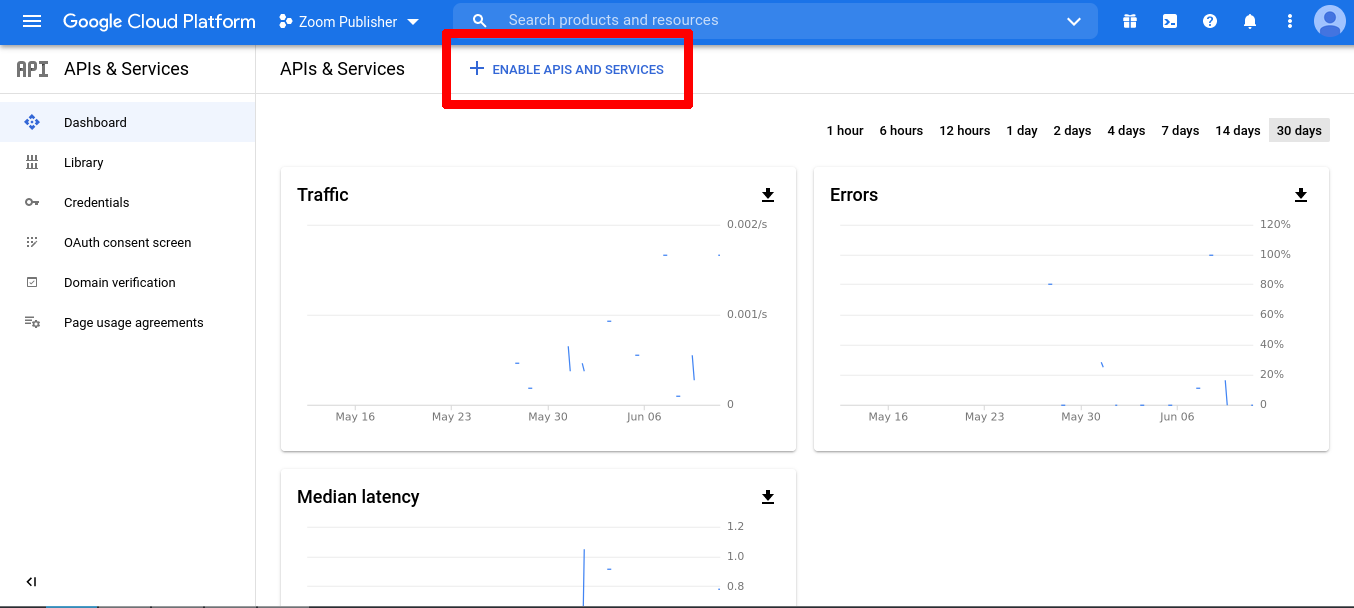 Google Cloud Platform Zoom Publisher Search products and resources
API APIs & Services
APIs & Services + ENABLE APIS AND SERVICES
Dashboard
Library
Credentials
OAuth consent screen
Domain verification
Page usage agreements
1 hour 6 hours 12 hours 1 day 2 days 4 days 7 days 14 days 30 days
Traffic
0.002/s
0.001/s
0
May 16 May 23 May 30 Jun 06
Errors
120%
100%
80%
60%
40%
20%
0
May 16 May 23 May 30 Jun 06
Median latency
1.2
1.0
0.8